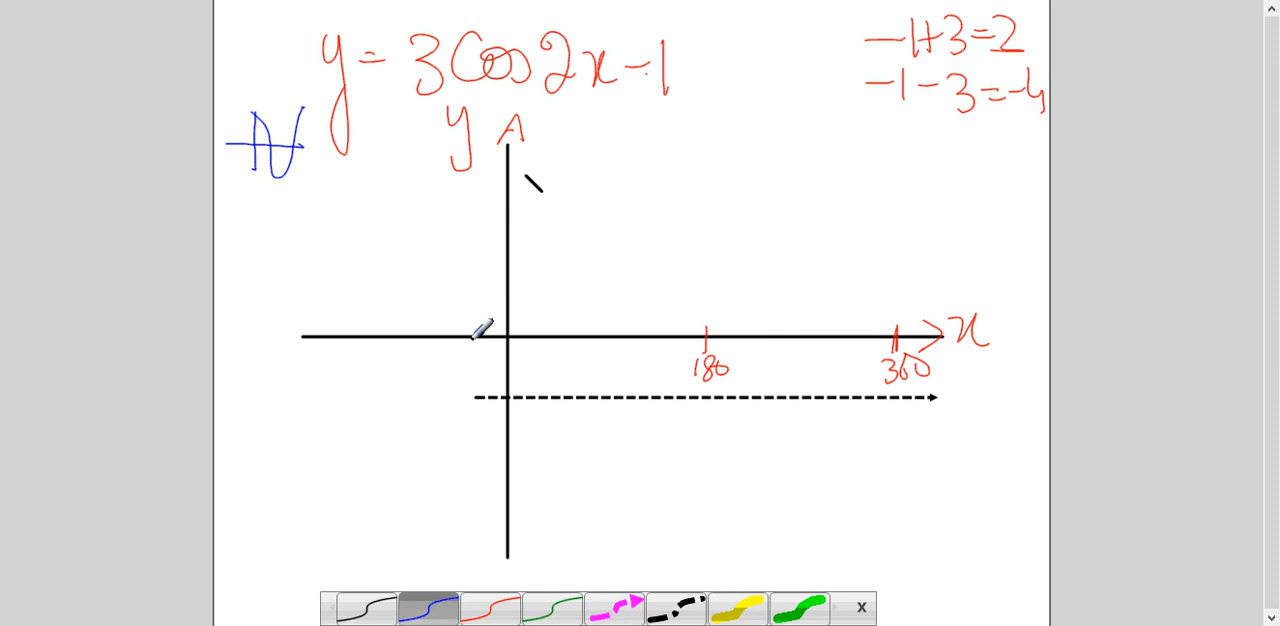 y = 3Cos2x-1
-1+3=2
-1-3=-4
y
x
180
360
x